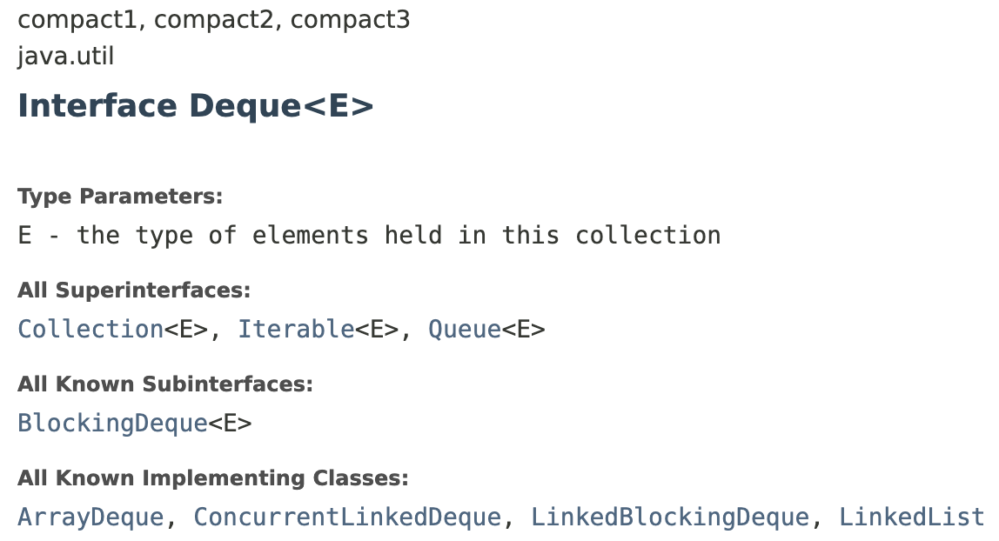 compact1, compact2, compact3
java.util
Interface Deque<E>
Type Parameters:
E - the type of elements held in this collection
All Superinterfaces:
Collection<E>, Iterable<E>, Queue<E>
All Known Subinterfaces:
BlockingDeque<E>
All Known Implementing Classes:
ArrayDeque, ConcurrentLinkedDeque, LinkedBlockingDeque, LinkedList